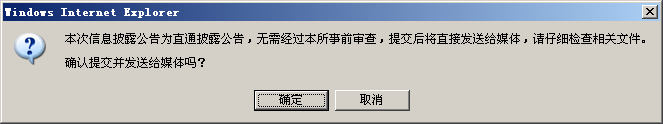 Windows Internet Explorer
本次信息披露公告为直通披露公告，无需经过本所事前审查，提交后将直接发送给媒体，请仔细检查相关文件。
确认提交并发送给媒体吗？
确定
取消